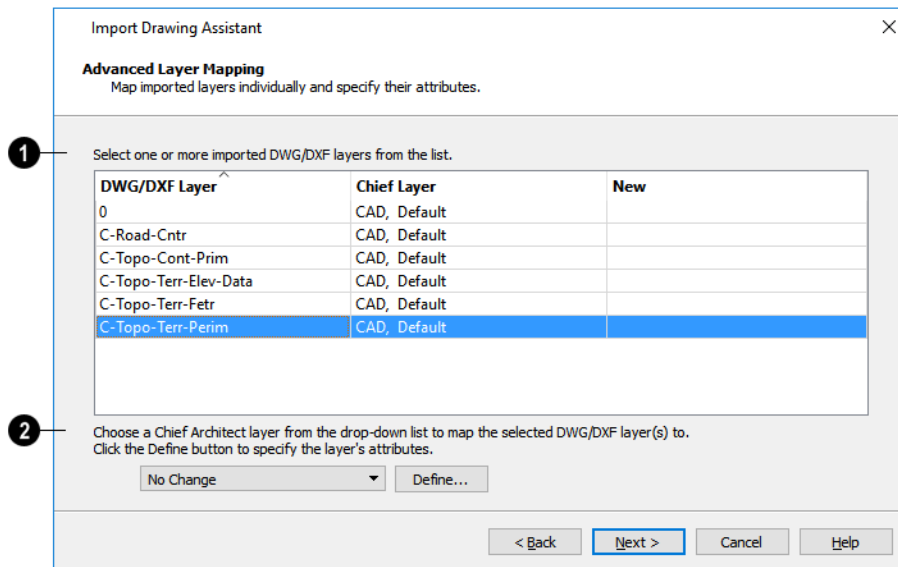 Import Drawing Assistant
Advanced Layer Mapping
Map imported layers individually and specify their attributes.
1
Select one or more imported DWG/DXF layers from the list.
DWG/DXF Layer Chief Layer New
0 CAD, Default
C-Road-Cntr CAD, Default
C-Topo-Cont-Prim CAD, Default
C-Topo-Terr-Elev-Data CAD, Default
C-Topo-Terr-Fetr CAD, Default
C-Topo-Terr-Perim CAD, Default
2
Choose a Chief Architect layer from the drop-down list to map the selected DWG/DXF layer(s) to.
Click the Define button to specify the layer's attributes.
No Change Define...
< Back Next > Cancel Help